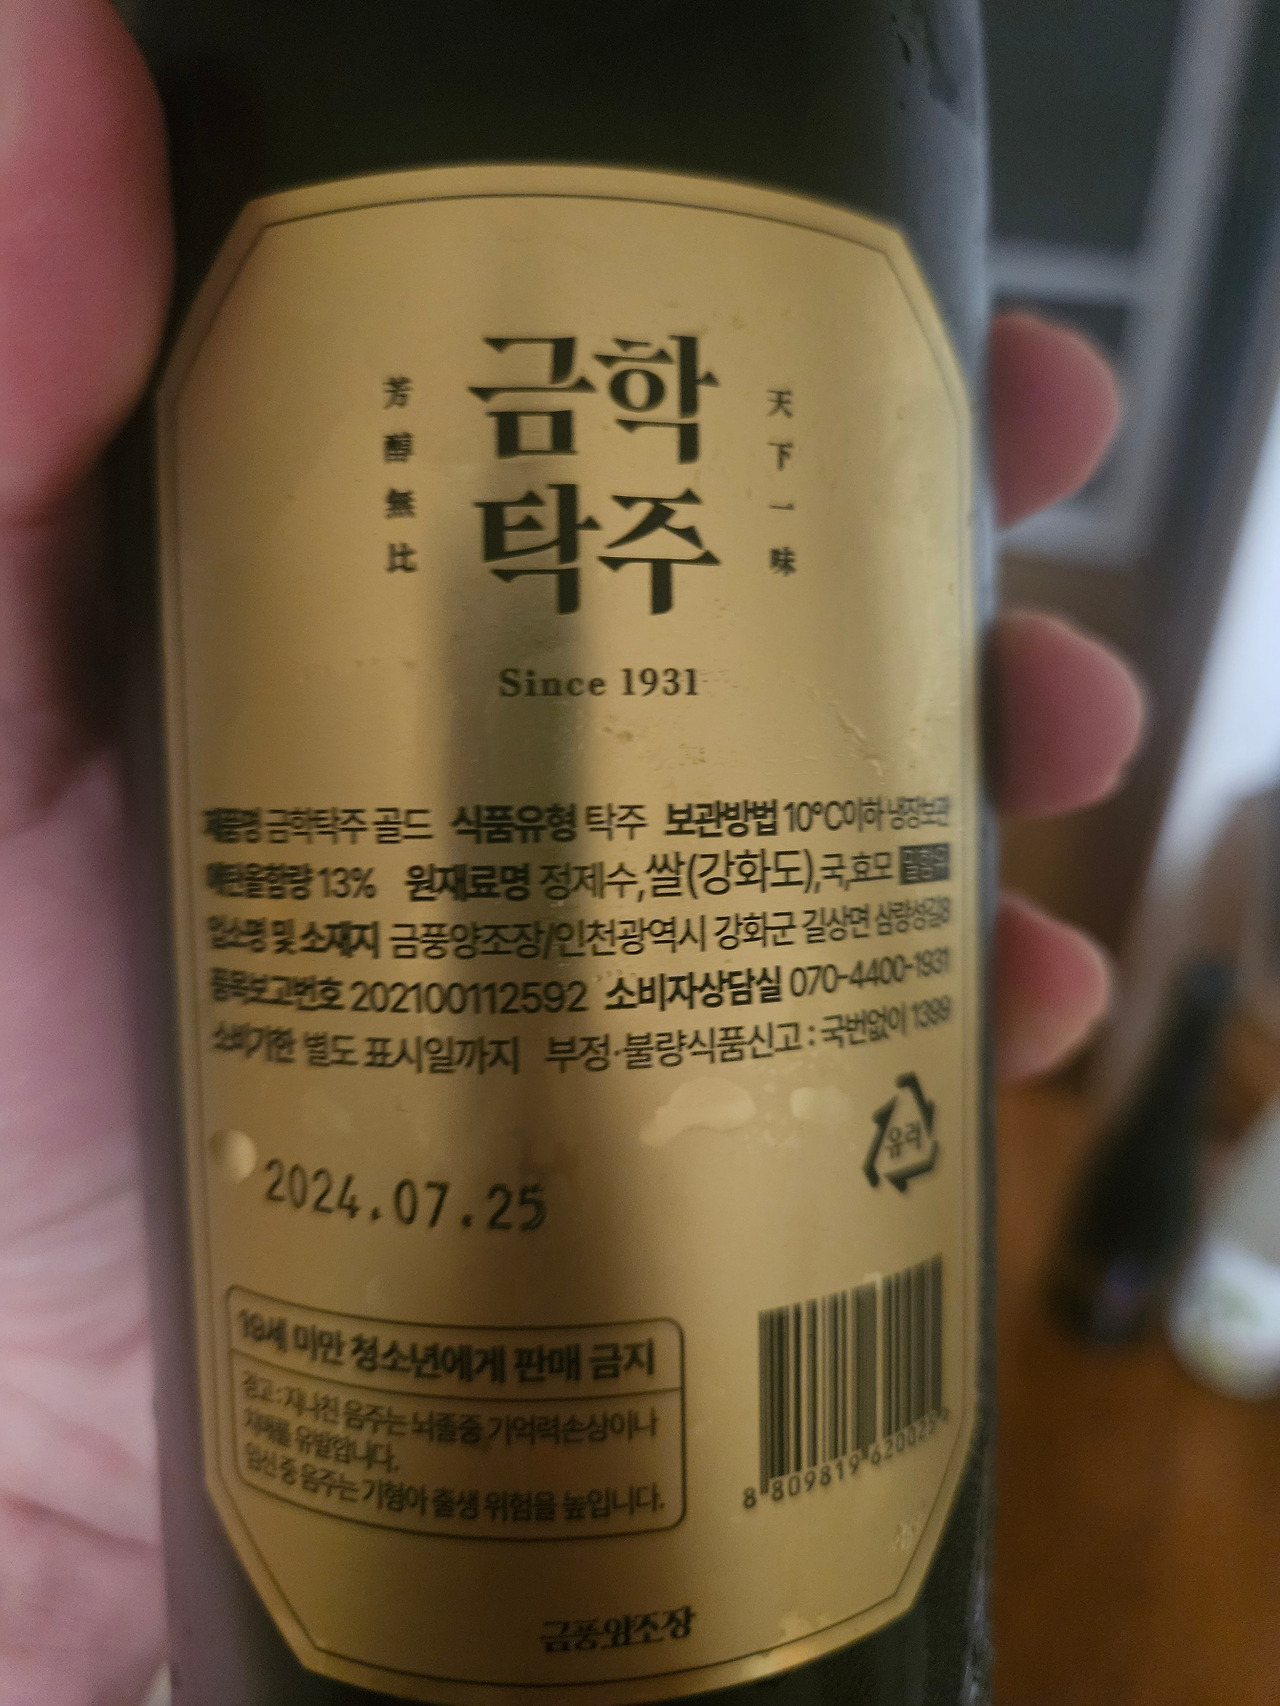 금학
탁주
芳醇無比
天下一味
Since 1931
제품명 금학탁주 골드 식품유형 탁주 보관방법 10°C이하 냉장보관
에탄올함량 13% 원재료명 정제수,쌀(강화도),국,효모 밀함유
업소명 및 소재지 금풍양조장/인천광역시 강화군 길상면 삼랑성길8
품목보고번호 202100112592 소비자상담실 070-4400-1931
소비기한 별도 표시일까지 부정·불량식품신고 : 국번없이 1399
유리
2024.07.25
19세 미만 청소년에게 판매 금지
경고 : 지나친 음주는 뇌졸중, 기억력손상이나
치매를 유발합니다.
임신 중 음주는 기형아 출생 위험을 높입니다.
8 809819 620025
금풍양조장